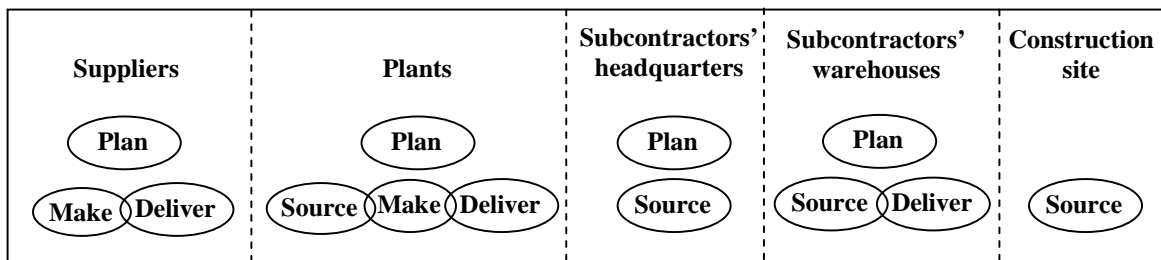 Suppliers
Plan
Make Deliver
Plants
Plan
Source Make Deliver
Subcontractors’
headquarters
Plan
Source
Subcontractors’
warehouses
Plan
Source Deliver
Construction
site
Source